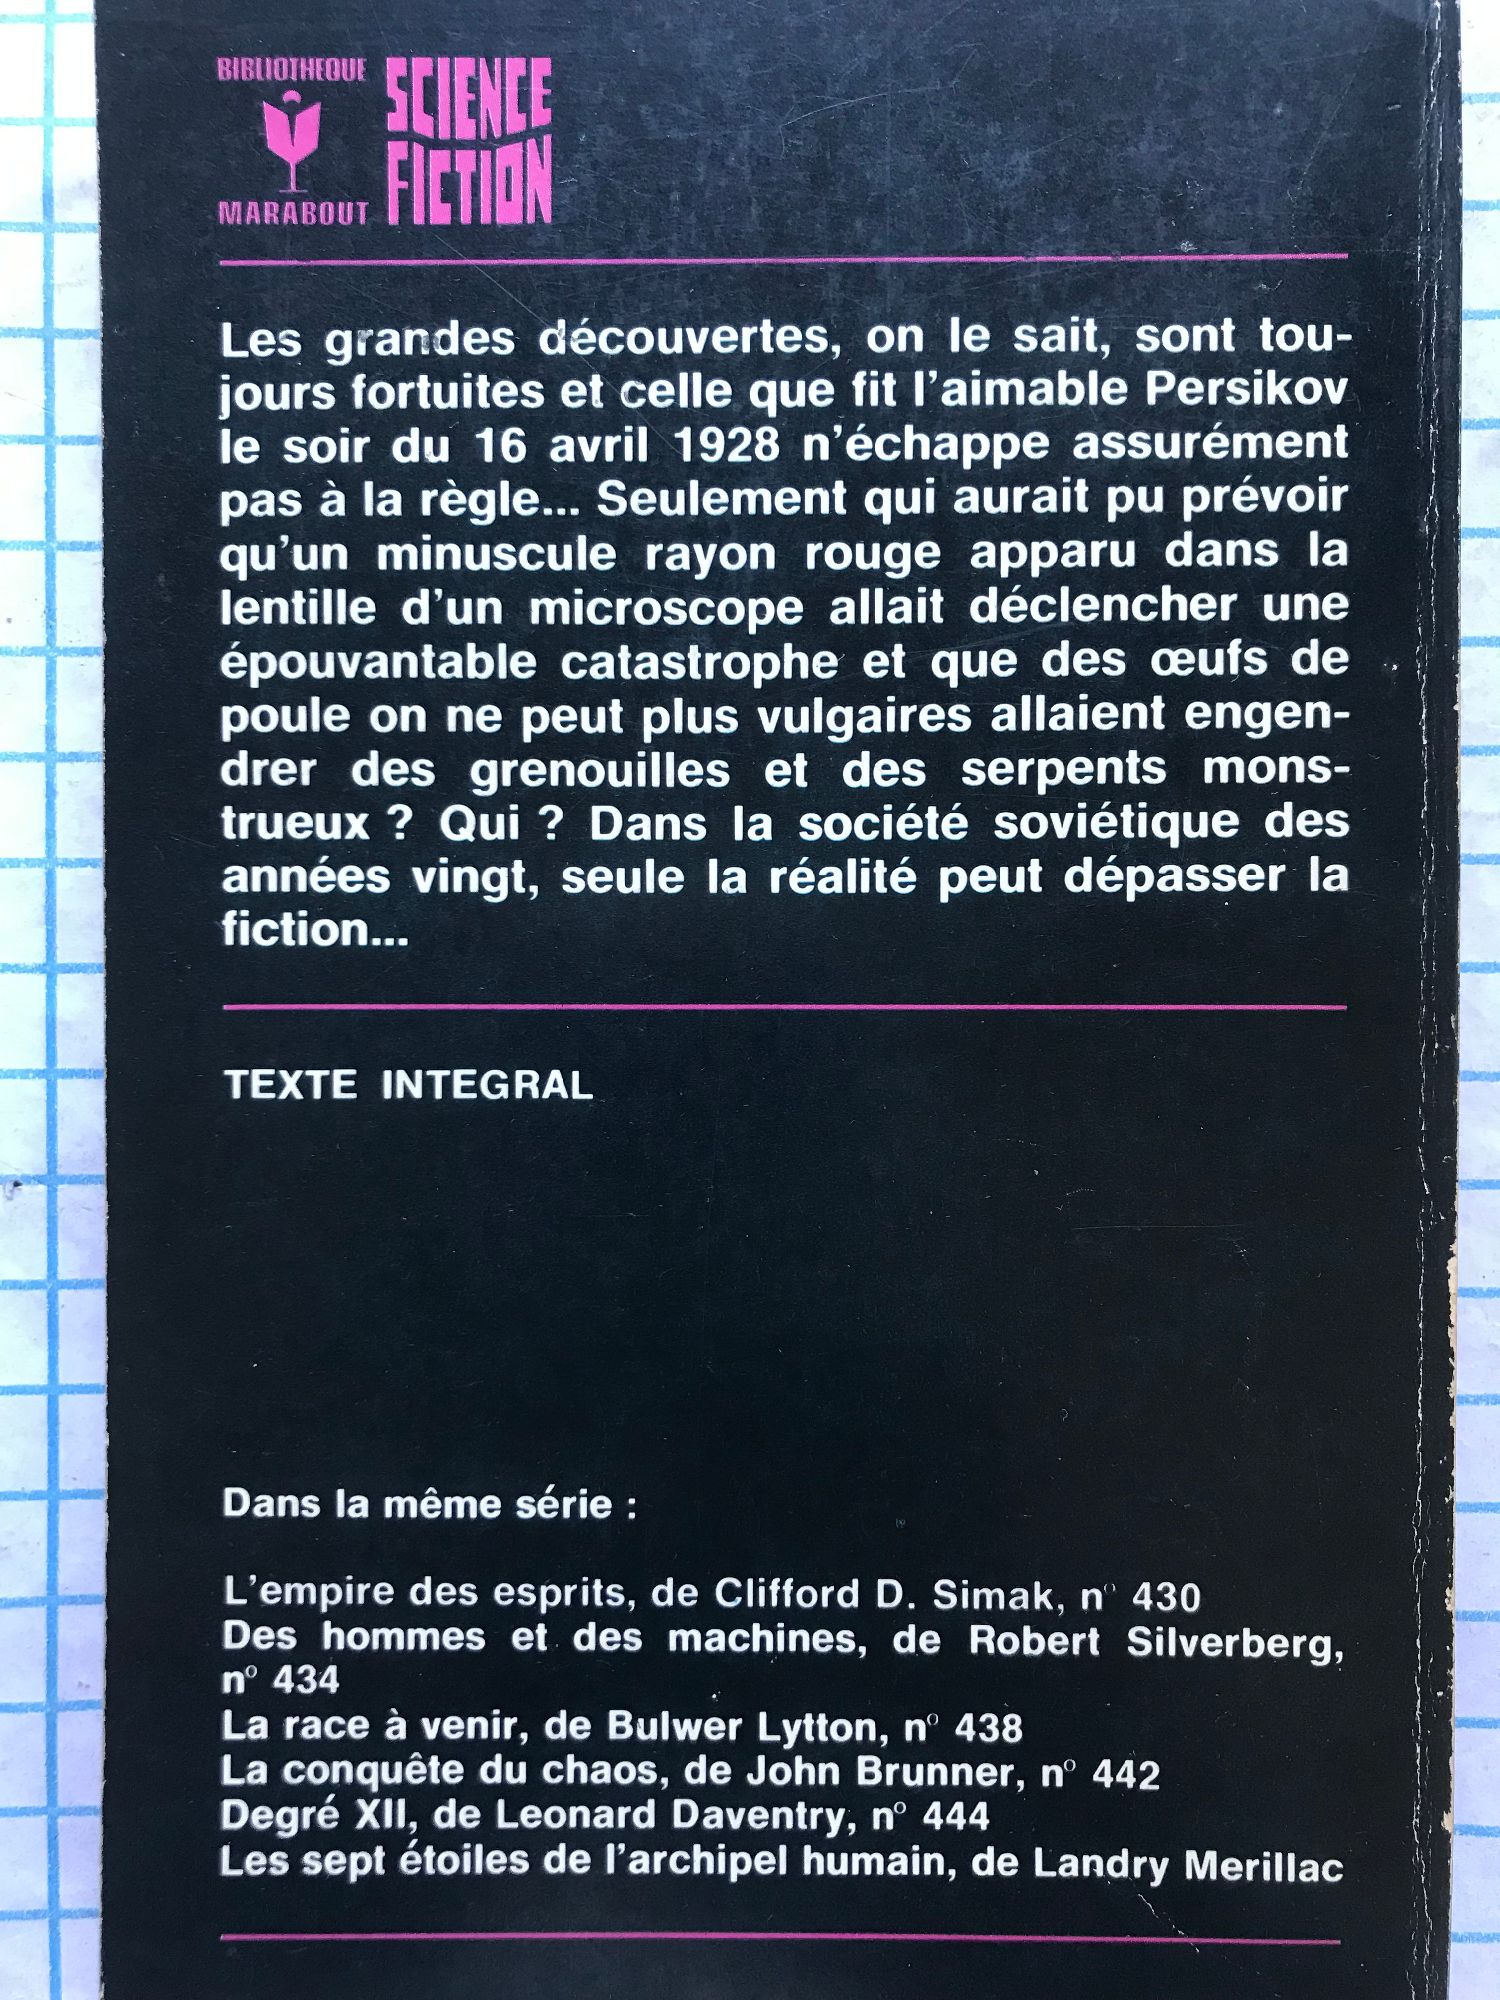 BIBLIOTHEQUE
MARABOUT
SCIENCE
FICTION
Les grandes découvertes, on le sait, sont tou-
jours fortuites et celle que fit l'aimable Persikov
le soir du 16 avril 1928 n'échappe assurément
pas à la règle... Seulement qui aurait pu prévoir
qu'un minuscule rayon rouge apparu dans la
lentille d'un microscope allait déclencher une
épouvantable catastrophe et que des œufs de
poule on ne peut plus vulgaires allaient engen-
drer des grenouilles et des serpents mons-
trueux ? Qui ? Dans la société soviétique des
années vingt, seule la réalité peut dépasser la
fiction...
TEXTE INTEGRAL
Dans la même série :
L'empire des esprits, de Clifford D. Simak, n° 430
Des hommes et des machines, de Robert Silverberg,
n° 434
La race à venir, de Bulwer Lytton, n° 438
La conquête du chaos, de John Brunner, n° 442
Degré XII, de Leonard Daventry, n° 444
Les sept étoiles de l'archipel humain, de Landry Merillac